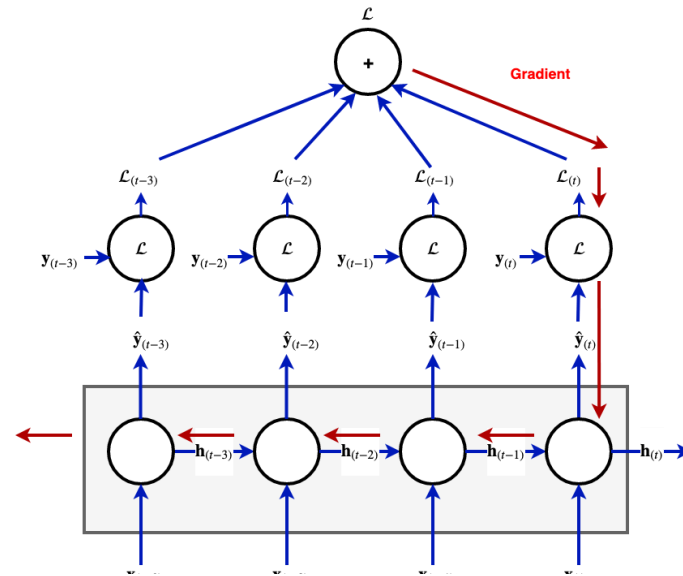 ℒ
+
Gradient
ℒ(t−3) ℒ(t−2) ℒ(t−1) ℒ(t)
y(t−3) ℒ y(t−2) ℒ y(t−1) ℒ y(t) ℒ
ŷ(t−3) ŷ(t−2) ŷ(t−1) ŷ(t)
h(t−3) h(t−2) h(t−1) h(t)